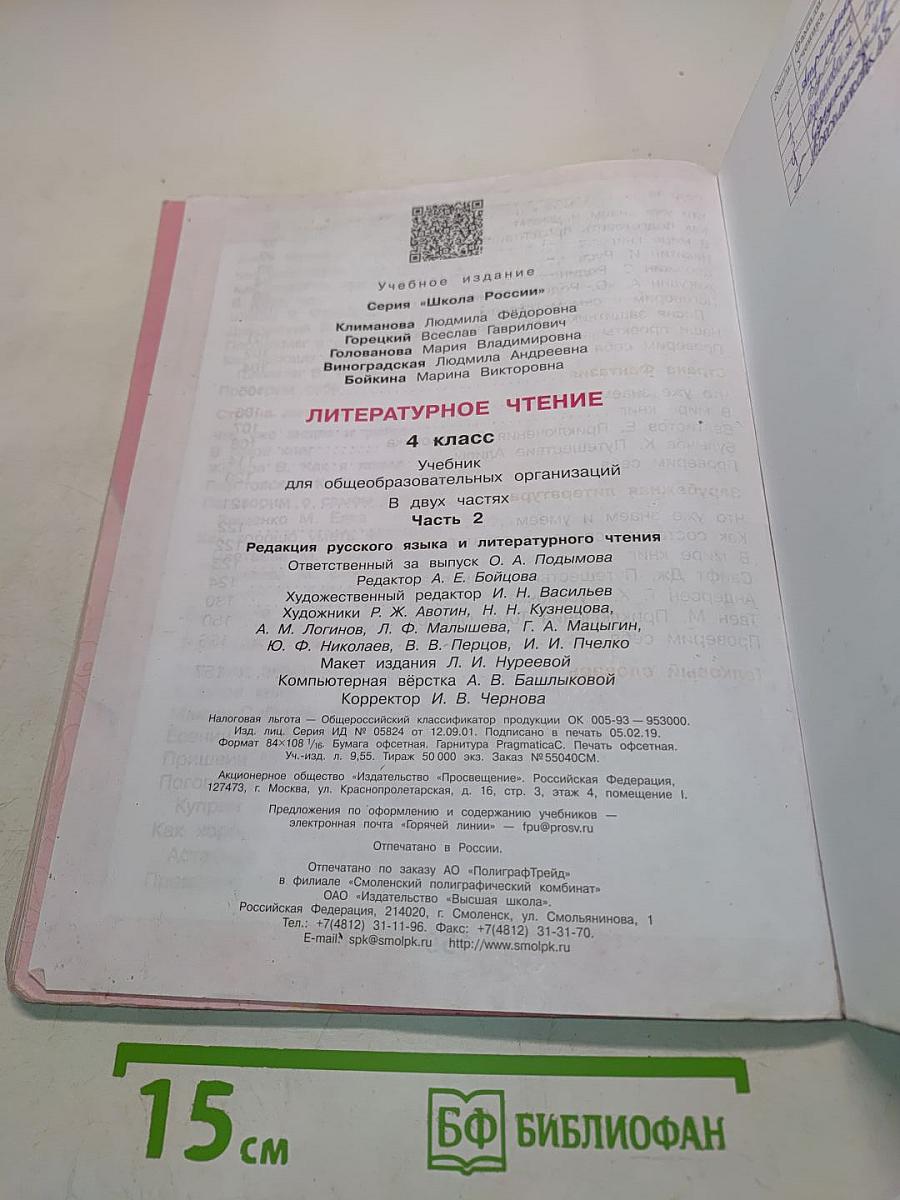 Учебное издание
Серия «Школа России»
Климанова Людмила Фёдоровна
Горецкий Всеслав Гаврилович
Голованова Мария Владимировна
Виноградская Людмила Андреевна
Бойкина Марина Викторовна
ЛИТЕРАТУРНОЕ ЧТЕНИЕ
4 класс
Учебник
для общеобразовательных организаций
В двух частях
Часть 2
Редакция русского языка и литературного чтения
Ответственный за выпуск О. А. Подымова
Редактор А. Е. Бойцова
Художественный редактор И. Н. Васильев
Художники Р. Ж. Авотин, Н. Н. Кузнецова,
А. М. Логинов, Л. Ф. Малышева, Г. А. Мацыгин,
Ю. Ф. Николаев, В. В. Перцов, И. И. Пчелко
Макет издания Л. И. Нуреевой
Компьютерная вёрстка А. В. Башлыковой
Корректор И. В. Чернова
Налоговая льгота — Общероссийский классификатор продукции ОК 005-93 — 953000.
Изд. лиц. Серия ИД № 05824 от 12.09.01. Подписано в печать 05.02.19.
Формат 84×108 1/16. Бумага офсетная. Гарнитура PragmaticaC. Печать офсетная.
Уч.-изд. л. 9,55. Тираж 50 000 экз. Заказ №55040СМ.
Акционерное общество «Издательство «Просвещение». Российская Федерация,
127473, г. Москва, ул. Краснопролетарская, д. 16, стр. 3, этаж 4, помещение I.
Предложения по оформлению и содержанию учебников —
электронная почта «Горячей линии» — fpu@prosv.ru
Отпечатано в России.
Отпечатано по заказу АО «ПолиграфТрейд»
в филиале «Смоленский полиграфический комбинат»
ОАО «Издательство «Высшая школа».
Российская Федерация, 214020, г. Смоленск, ул. Смольянинова, 1
Тел.: +7(4812) 31-11-96. Факс: +7(4812) 31-31-70.
E-mail: spk@smolpk.ru http://www.smolpk.ru
15 см
БФ БИБЛИОФАН